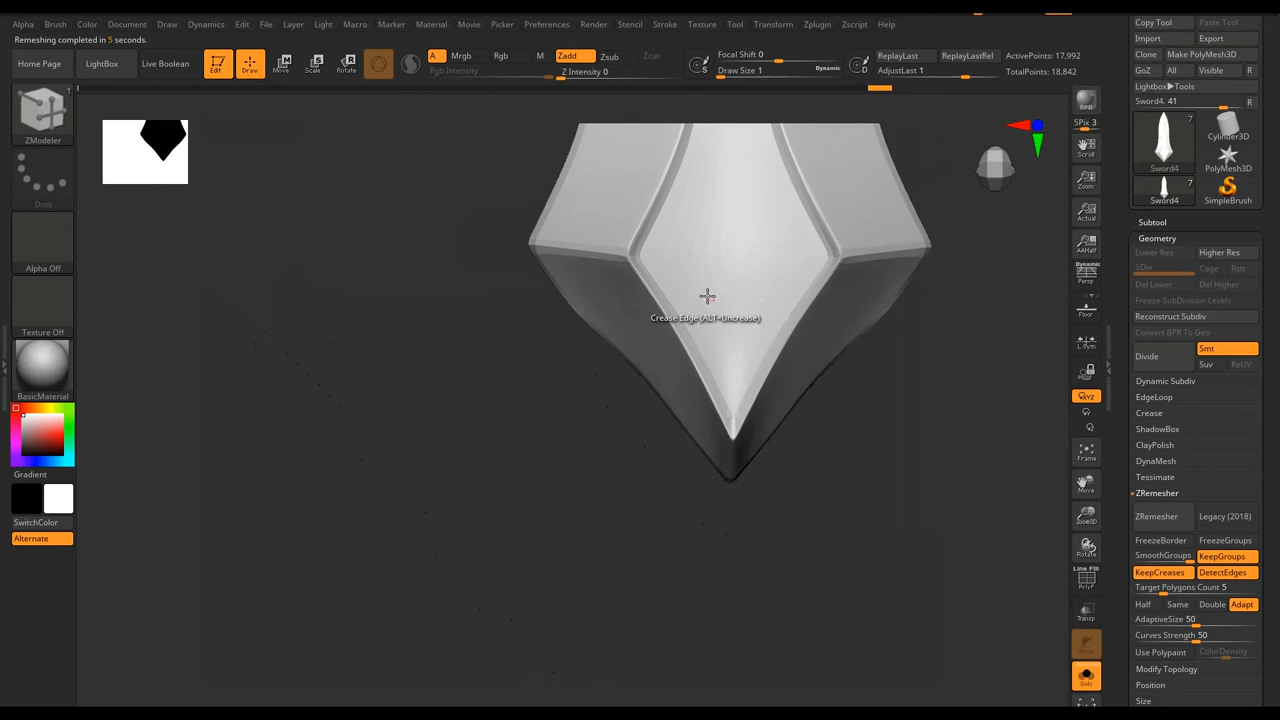 Alpha Brush Color Document Draw Dynamics Edit File Layer Light Macro Marker Material Movie Picker Preferences Render Stencil Stroke Texture Tool Transform Zplugin Zscript Help
Remeshing completed in 5 seconds.
Home Page LightBox Live Boolean Edit Draw Move Scale Rotate
A Mrgb Rgb M Zadd Zsub Zcut
Rgb Intensity Z Intensity 0
Focal Shift 0
Draw Size 1 Dynamic
S D
ReplayLast ReplayLastRel
AdjustLast 1
ActivePoints: 17,992
TotalPoints: 18,842
1
ZModeler
Dots
Alpha Off
Texture Off
BasicMaterial
Gradient
SwitchColor
Alternate
Crease Edge (ALT=Uncrease)
BPR
SPix 3
Scroll
Zoom
Actual
AAHalf
Dynamic
Persp
Floor
L.Sym
XYZ
Frame
Move
Zoom3D
Rotate
Line Fill
PolyF
Transp
Ghost
Solo
Copy Tool Paste Tool
Import Export
Clone Make PolyMesh3D
GoZ All Visible R
Lightbox▶Tools
Sword4. 41 R
7
Sword4
Cylinder3D
PolyMesh3D
7
Sword4
SimpleBrush
Subtool
Geometry
Lower Res Higher Res
SDiv Cage Rstr
Del Lower Del Higher
Freeze SubDivision Levels
Reconstruct Subdiv
Convert BPR To Geo
Divide Smt
Suv ReUV
Dynamic Subdiv
EdgeLoop
Crease
ShadowBox
ClayPolish
DynaMesh
Tessimate
ZRemesher
ZRemesher Legacy (2018)
FreezeBorder FreezeGroups
SmoothGroups KeepGroups
KeepCreases DetectEdges
Target Polygons Count 5
Half Same Double Adapt
AdaptiveSize 50
Curves Strength 50
Use Polypaint ColorDensity
Modify Topology
Position
Size